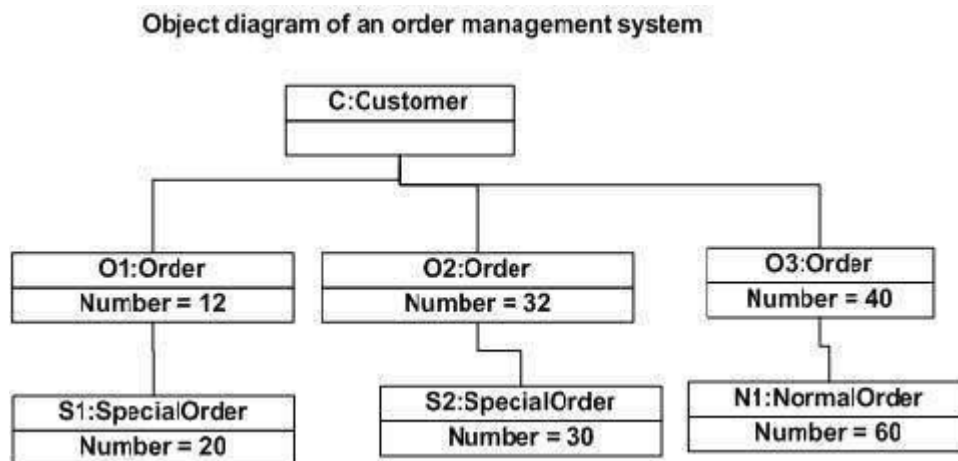 Object diagram of an order management system
C:Customer
O1:Order
Number = 12
O2:Order
Number = 32
O3:Order
Number = 40
S1:SpecialOrder
Number = 20
S2:SpecialOrder
Number = 30
N1:NormalOrder
Number = 60